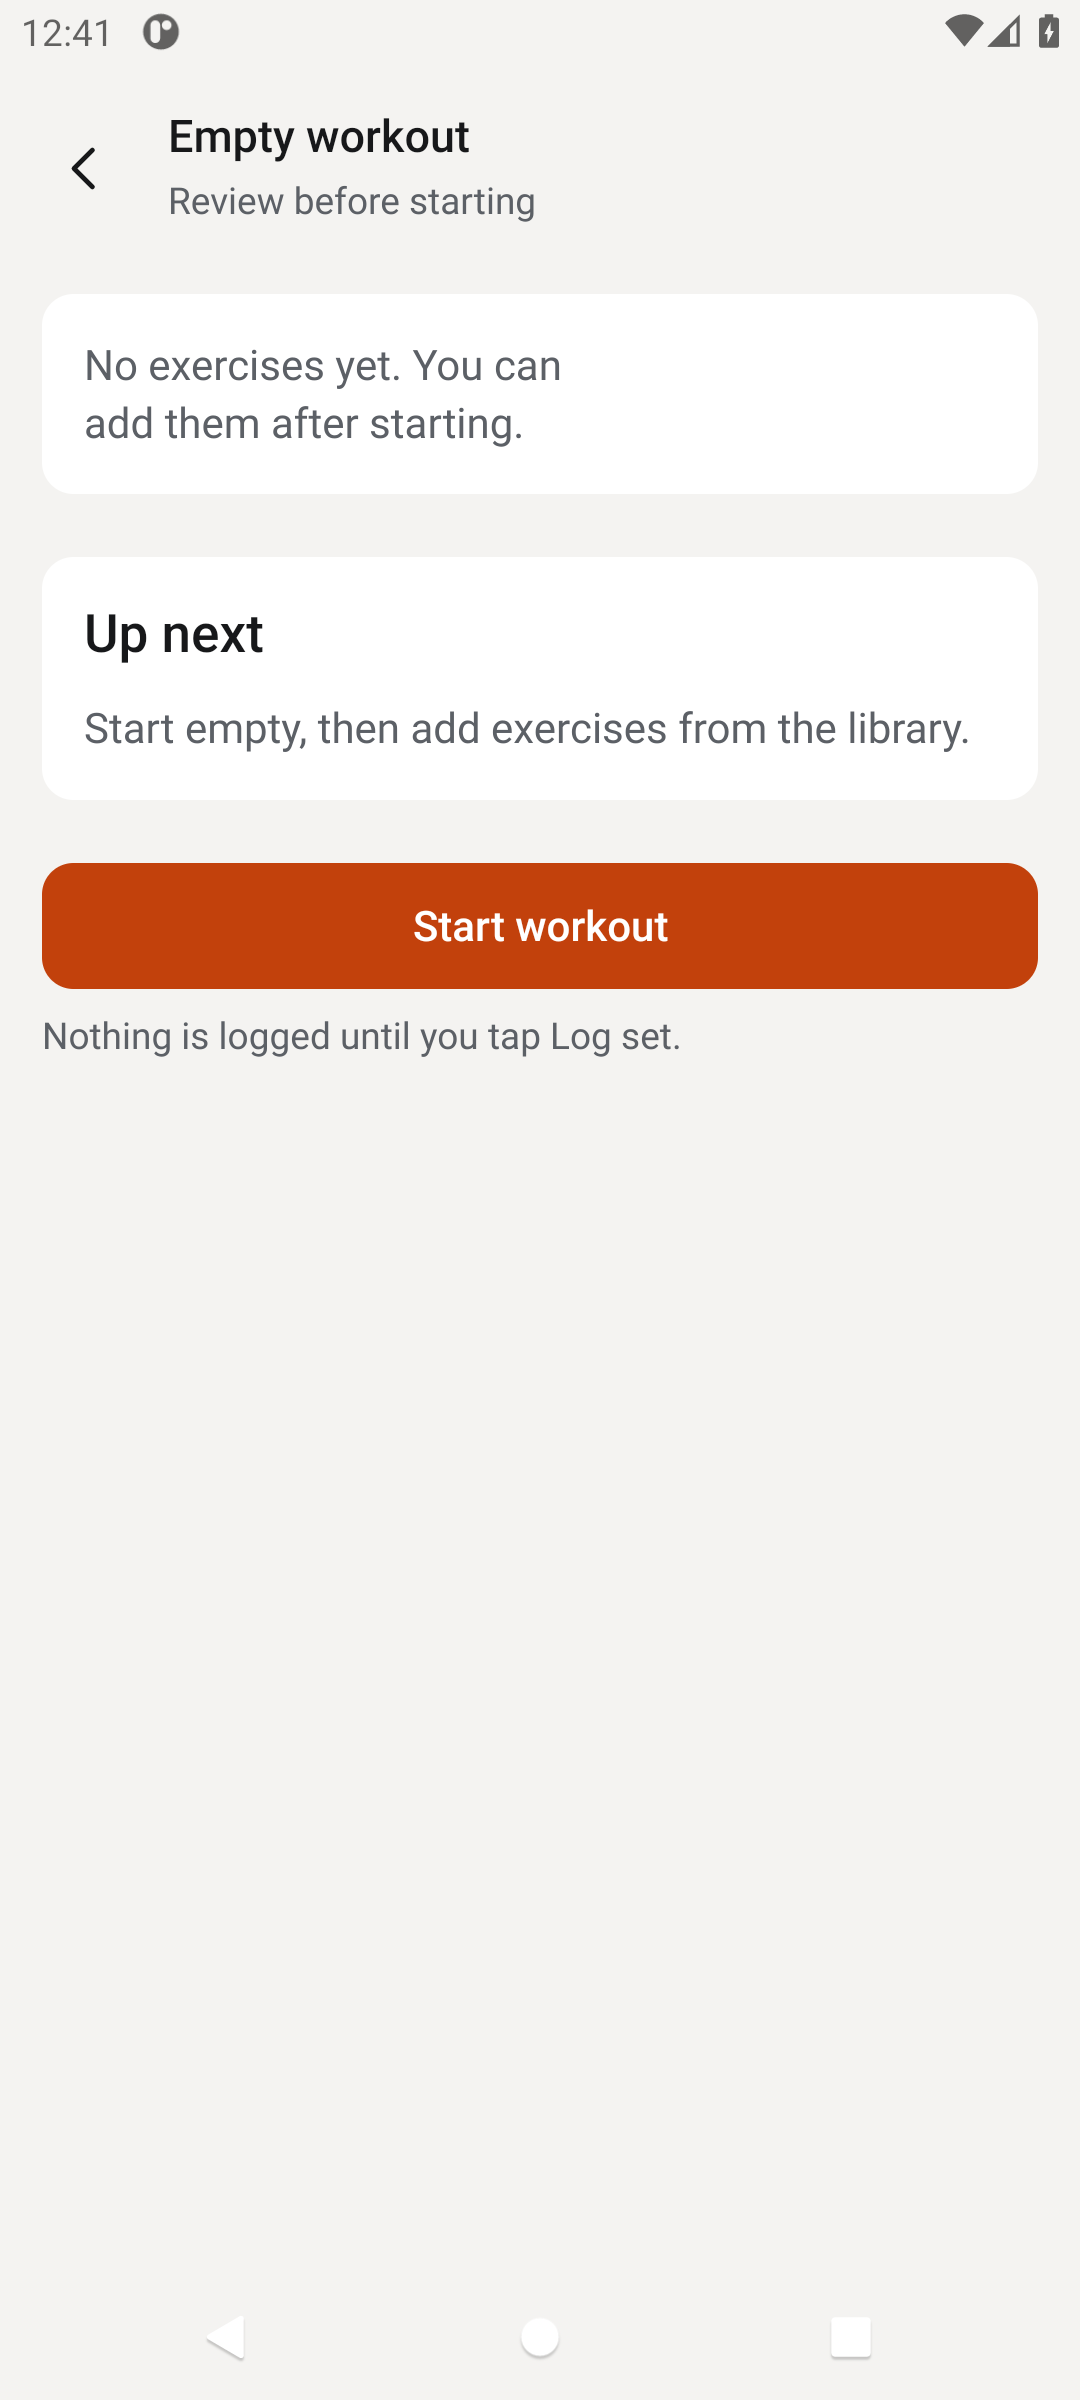 12:41
Empty workout
Review before starting
No exercises yet. You can
add them after starting.
Up next
Start empty, then add exercises from the library.
Start workout
Nothing is logged until you tap Log set.